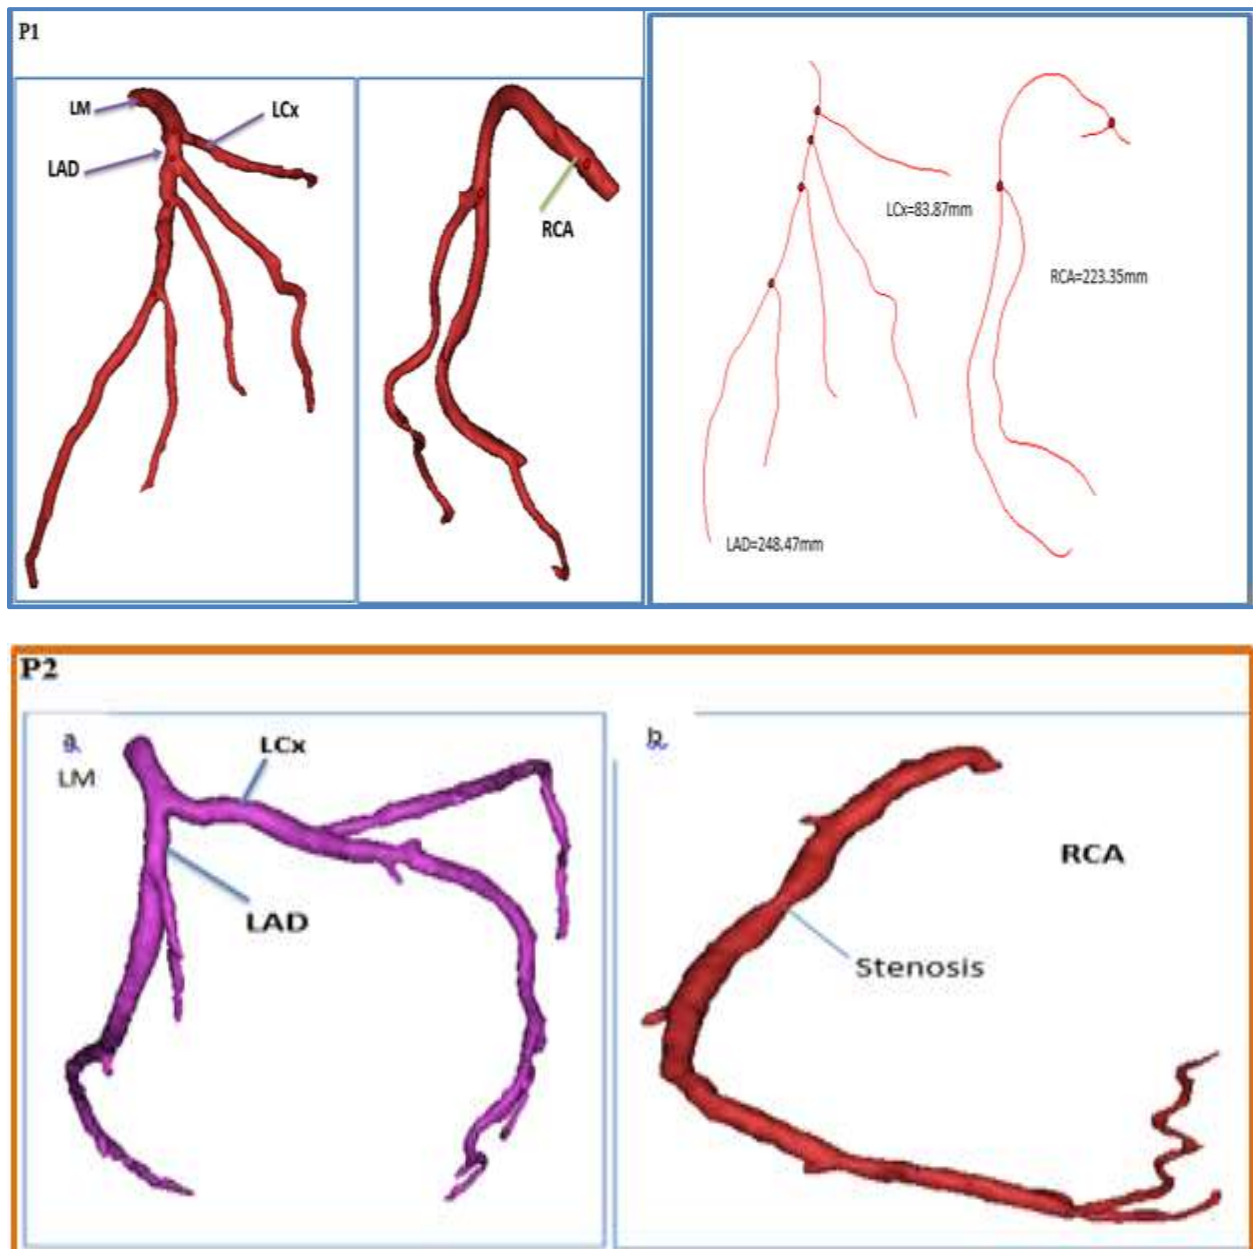 P1
LM
LCx
LAD
RCA
LCx=83.87mm
RCA=223.35mm
LAD=248.47mm
P2
a
LM
LCx
LAD
b
RCA
Stenosis